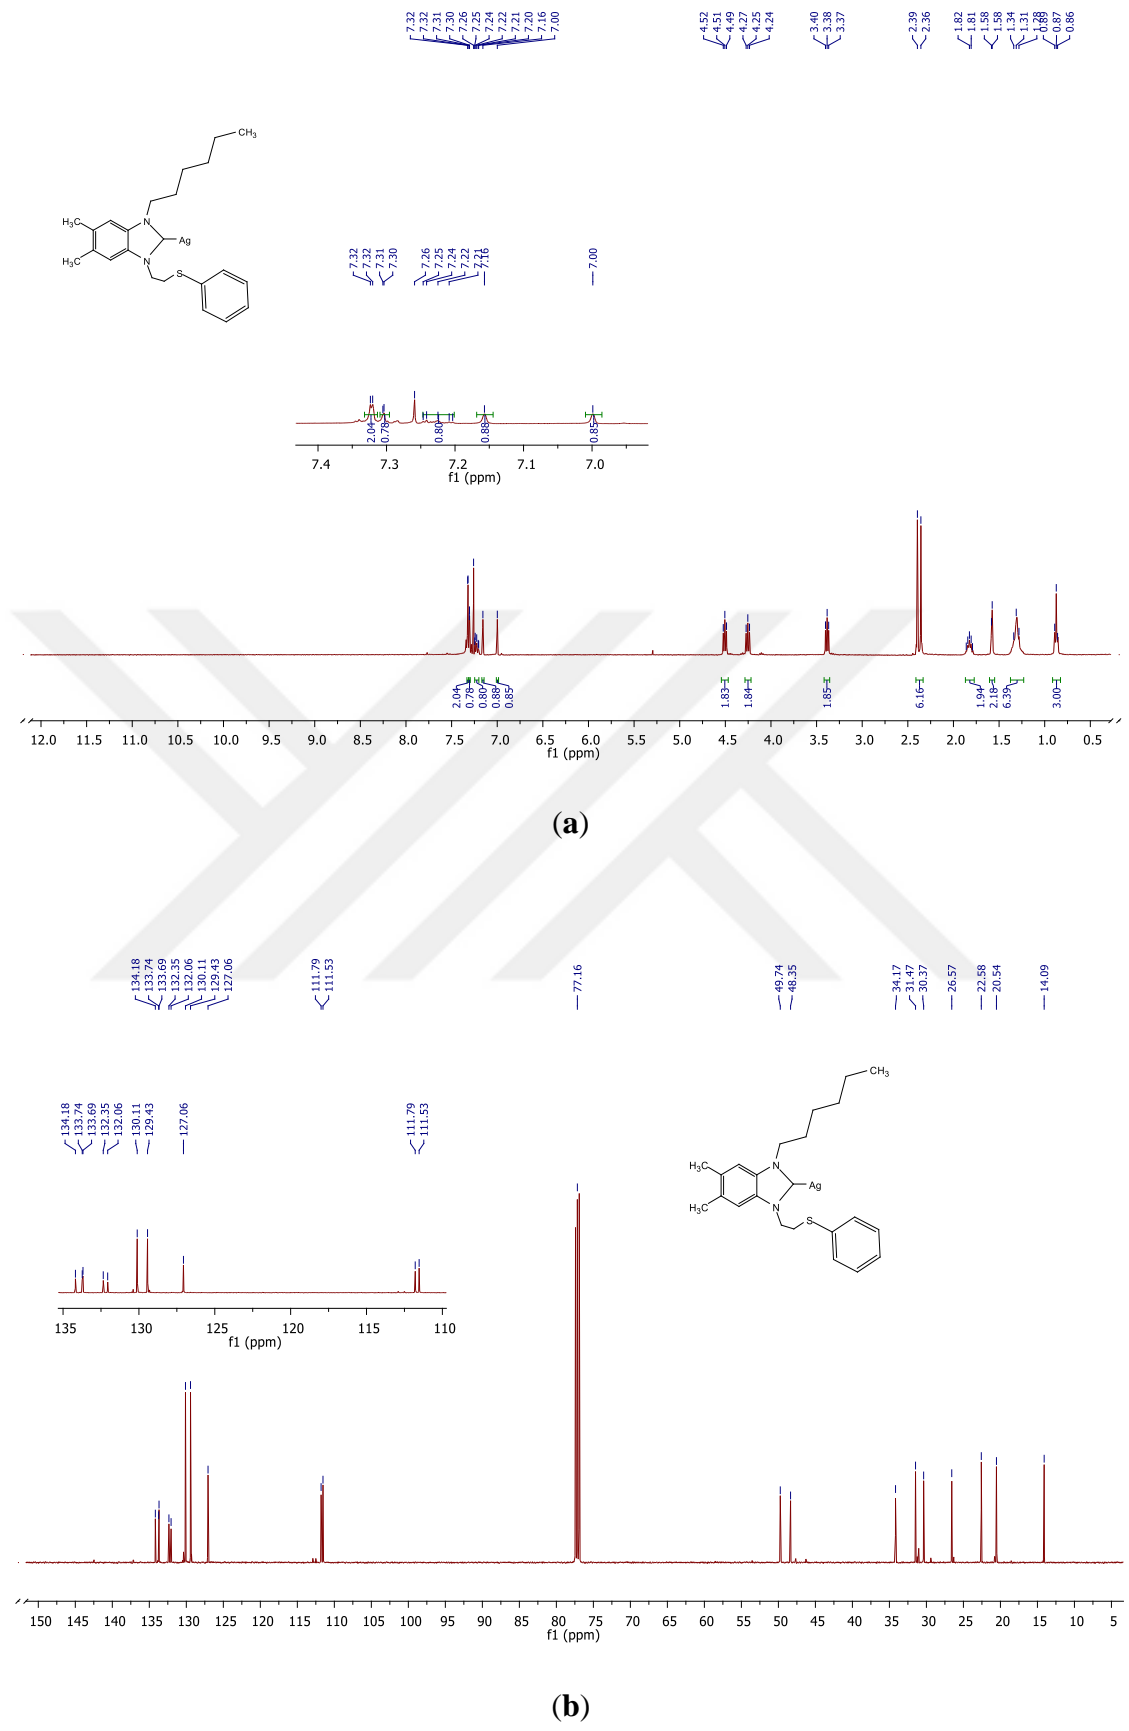 7.32 7.32 7.31 7.30 7.26 7.25 7.24 7.22 7.21 7.20 7.16 7.00 4.52 4.51 4.49 4.27 4.25 4.24 3.40 3.38 3.37 2.39 2.36 1.82 1.81 1.58 1.58 1.34 1.31 1.28 0.89 0.87 0.86
CH3
H3C
N
Ag
H3C
N
S
7.32 7.32 7.31 7.30 7.26 7.25 7.24 7.22 7.21 7.16 7.00
2.04 0.78 0.80 0.88 0.85
7.4 7.3 7.2 7.1 7.0
f1 (ppm)
2.04 0.78 0.80 0.88 0.85 1.83 1.84 1.85 6.16 1.94 2.18 6.39 3.00
12.0 11.5 11.0 10.5 10.0 9.5 9.0 8.5 8.0 7.5 7.0 6.5 6.0 5.5 5.0 4.5 4.0 3.5 3.0 2.5 2.0 1.5 1.0 0.5
f1 (ppm)
(a)
134.18 133.74 133.69 132.35 132.06 130.11 129.43 127.06 111.79 111.53 77.16 49.74 48.35 34.17 31.47 30.37 26.57 22.58 20.54 14.09
CH3
H3C
N
Ag
H3C
N
S
134.18 133.74 133.69 132.35 132.06 130.11 129.43 127.06 111.79 111.53
135 130 125 120 115 110
f1 (ppm)
150 145 140 135 130 125 120 115 110 105 100 95 90 85 80 75 70 65 60 55 50 45 40 35 30 25 20 15 10 5
f1 (ppm)
(b)